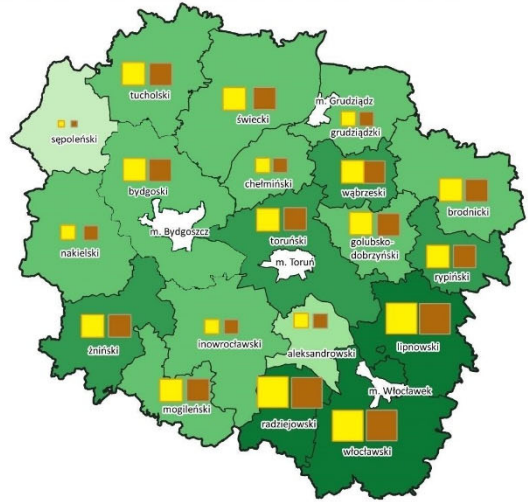 tucholski
świecki
m. Grudziądz
grudziądzki
sępoleński
bydgoski
chełmiński
wąbrzeski
brodnicki
nakielski
m. Bydgoszcz
toruński
golubsko-
dobrzyński
m. Toruń
rypiński
żniński
inowrocławski
aleksandrowski
lipnowski
mogileński
m. Włocławek
radziejowski
włocławski